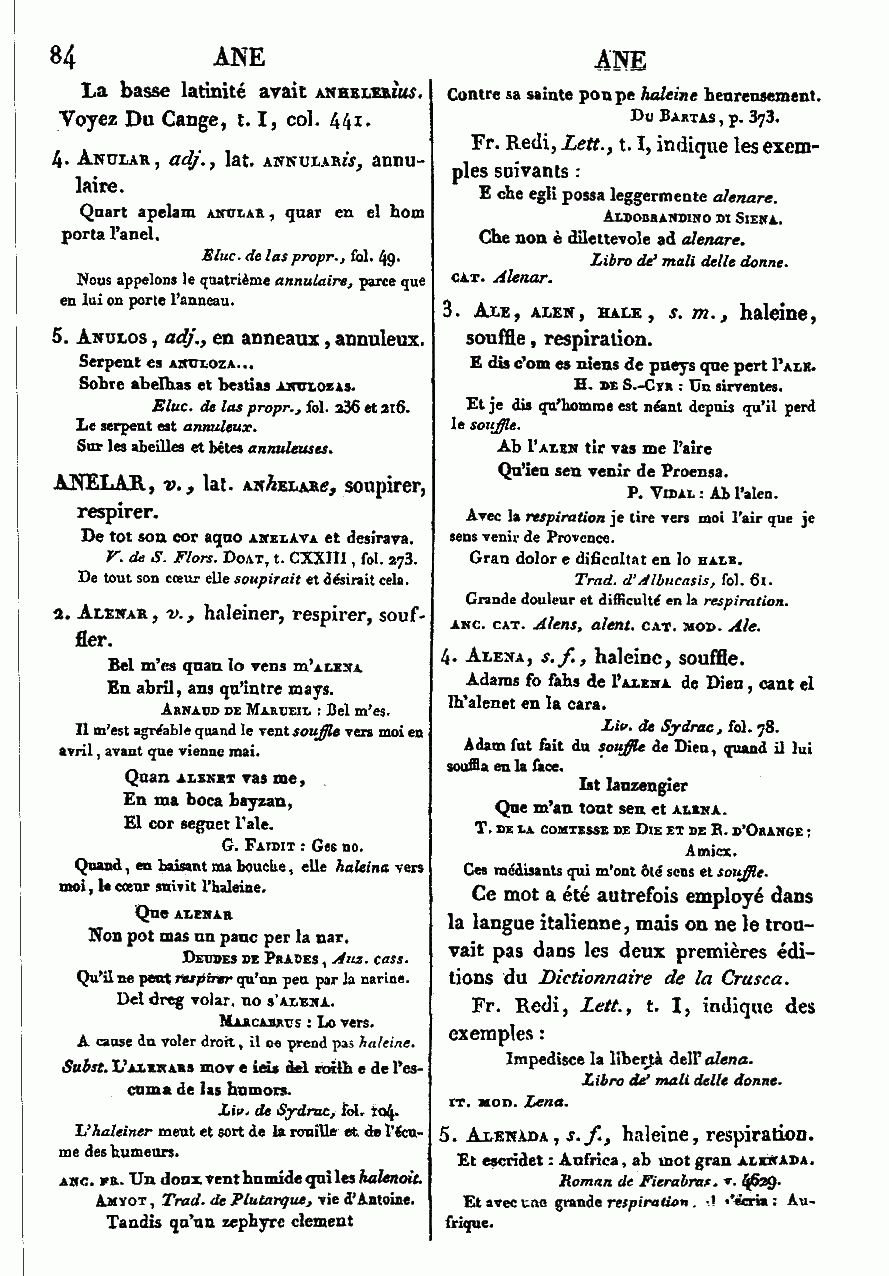 84 ANE ANE
La basse latinité avait ANHELERius.
Voyez Du Cange, t. I, col. 441.
4. ANULAR, adj., lat. ANNULARis, annu-
laire.
Quart apelam ANULAR, quar en el hom
porta l'anel.
Eluc. de las propr., fol. 49.
Nous appelons le quatrième annulaire, parce que
en lui on porte l'anneau.
5. ANULOS, adj., en anneaux, annuleux.
Serpent es ANULOZA...
Sobre abelhas et bestias ANULOZAS.
Eluc. de las propr., fol. 236 et 216.
Le serpent est annuleux.
Sur les abeilles et bêtes annuleuses.
ANELAR, v., lat. ANhELARe, soupirer,
respirer.
De tot son cor aquo ANELAVA et desirava.
V. de S. Flors. DOAT, t. CXXIII, fol. 273.
De tout son cœur elle soupirait et désirait cela.
2. ALENAR, v., haleiner, respirer, souf-
fler.
Bel m'es quan lo vens m'ALENA
En abril, ans qu'intre mays.
ARNAUD DE MARUEIL : Bel m'es.
Il m'est agréable quand le vent souffle vers moi en
avril, avant que vienne mai.
Quan ALENET vas me,
En ma boca bayzan,
El cor seguet l'ale.
G. FAIDIT : Ges no.
Quand, en baisant ma bouche, elle haleina vers
moi, le cœur suivit l'haleine.
Que ALENAR
Non pot mas un pauc per la nar.
DEUDES DE PRADES, Auz. cass.
Qu'il ne peut respirer qu'un peu par la narine.
Del dreg volar, no s'ALENA.
MARCABRUS : Lo vers.
A cause du voler droit, il ne prend pas haleine.
Subst. L'ALENARS mov e ieis del roilh e de l'es-
cuma de las humors.
Liv. de Sydrac, fol. 104.
L'haleiner meut et sort de la rouille et de l'écu-
me des humeurs.
ANC. FR. Un doux vent humide qui les halenoit.
AMYOT, Trad. de Plutarque, vie d'Antoine.
Tandis qu'un zephyre clement
Contre sa sainte poupe haleine heureusement.
DU BARTAS, p. 373.
Fr. Redi, Lett., t. I, indique les exem-
ples suivants :
E che egli possa leggermente alenare.
ALDOBRANDINO DI SIENA.
Che non è dilettevole ad alenare.
Libro de' mali delle donne.
CAT. Alenar.
3. ALE, ALEN, HALE, s. m., haleine,
souffle, respiration.
E dis c'om es niens de pueys que pert l'ALE.
H. DE S.-CYR : Un sirventes.
Et je dis qu'homme est néant depuis qu'il perd
le souffle.
Ab l'ALEN tir vas me l'aire
Qu'ieu sen venir de Proensa.
P. VIDAL : Ab l'alen.
Avec la respiration je tire vers moi l'air que je
sens venir de Provence.
Gran dolor e dificultat en lo HALE.
Trad. d'Albucasis, fol. 61.
Grande douleur et difficulté en la respiration.
ANC. CAT. Alens, alent. CAT. MOD. Ale.
4. ALENA, s. f., haleine, souffle.
Adams fo fahs de l'ALENA de Dieu, cant el
lh'alenet en la cara.
Liv. de Sydrac, fol. 78.
Adam fut fait du souffle de Dieu, quand il lui
souffla en la face.
Ist lauzengier
Que m'an tout sen et ALENA.
T. DE LA COMTESSE DE DIE ET DE R. D'ORANGE :
Amicx.
Ces médisants qui m'ont ôté sens et souffle.
Ce mot a été autrefois employé dans
la langue italienne, mais on ne le trou-
vait pas dans les deux premières édi-
tions du Dictionnaire de la Crusca.
Fr. Redi, Lett., t. I, indique des
exemples :
Impedisce la libertà dell' alena.
Libro de' mali delle donne.
IT. MOD. Lena.
5. ALENADA, s. f., haleine, respiration.
Et escridet : Aufrica, ab mot gran ALENADA.
Roman de Fierabras, v. 4629.
Et avec une grande respiration, il s'écria : Au-
frique.